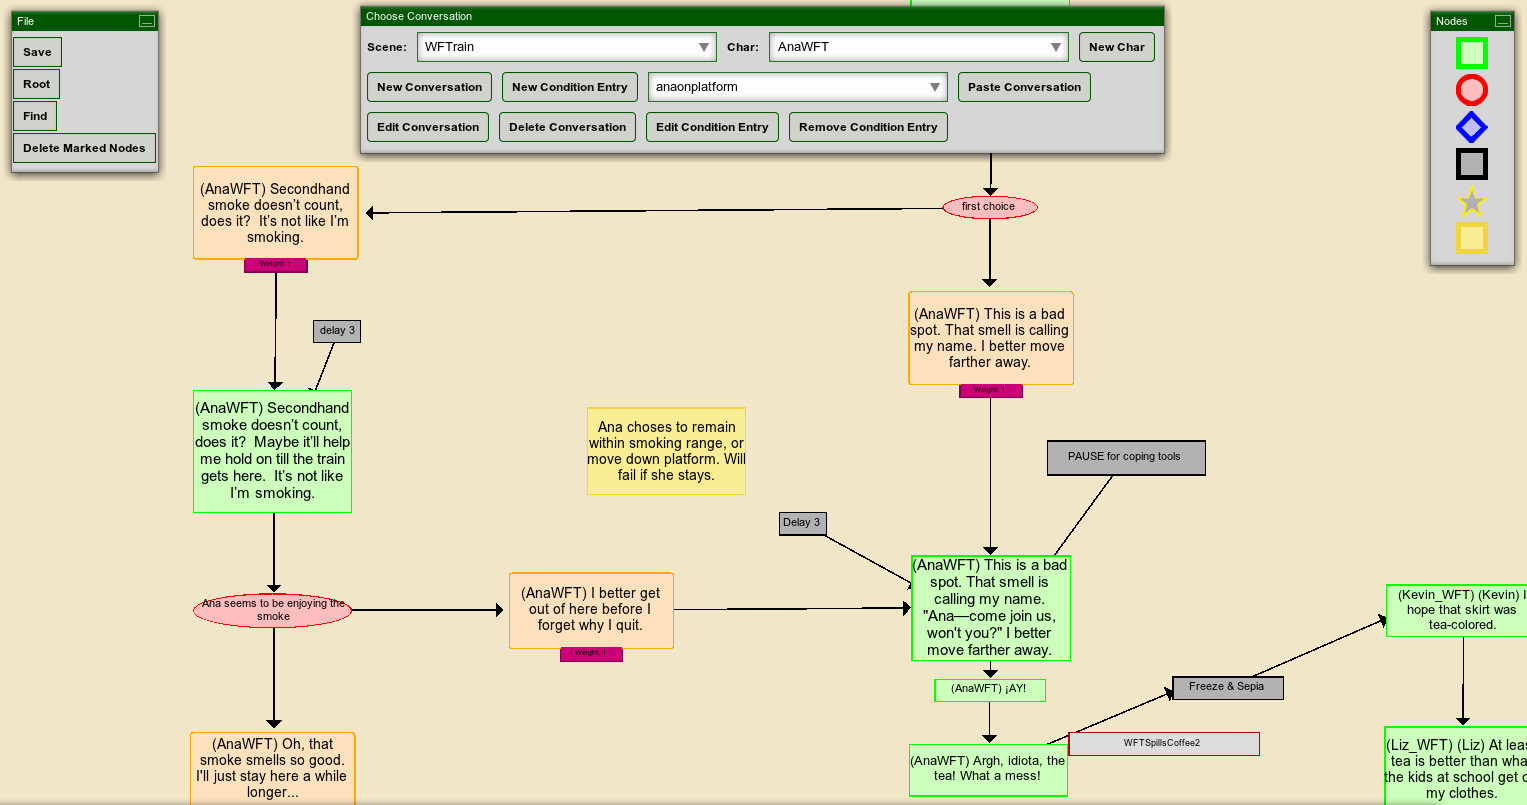 File
Save
Root
Find
Delete Marked Nodes
Choose Conversation
Scene: WFTrain Char: AnaWFT New Char
New Conversation New Condition Entry anaonplatform Paste Conversation
Edit Conversation Delete Conversation Edit Condition Entry Remove Condition Entry
Nodes
(AnaWFT) Secondhand
smoke doesn't count,
does it?  It's not like I'm
smoking.
Weight: 1
first choice
delay 3
(AnaWFT) This is a bad
spot. That smell is calling
my name. I better move
farther away.
Weight: 1
(AnaWFT) Secondhand
smoke doesn't count,
does it?  Maybe it'll help
me hold on till the train
gets here.  It's not like
I'm smoking.
Ana choses to remain
within smoking range, or
move down platform. Will
fail if she stays.
PAUSE for coping tools
Delay 3
Ana seems to be enjoying the
smoke
(AnaWFT) I better get
out of here before I
forget why I quit.
Weight: 1
(AnaWFT) This is a bad
spot. That smell is
calling my name.
"Ana—come join us,
won't you?" I better
move farther away.
(AnaWFT) ¡AY!
(AnaWFT) Argh, idiota, the
tea! What a mess!
WFTSpillsCoffee2
Freeze & Sepia
(Kevin_WFT) (Kevin) I
hope that skirt was
tea-colored.
(Liz_WFT) (Liz) At leas
tea is better than wha
the kids at school get o
my clothes.
(AnaWFT) Oh, that
smoke smells so good.
I'll just stay here a while
longer...